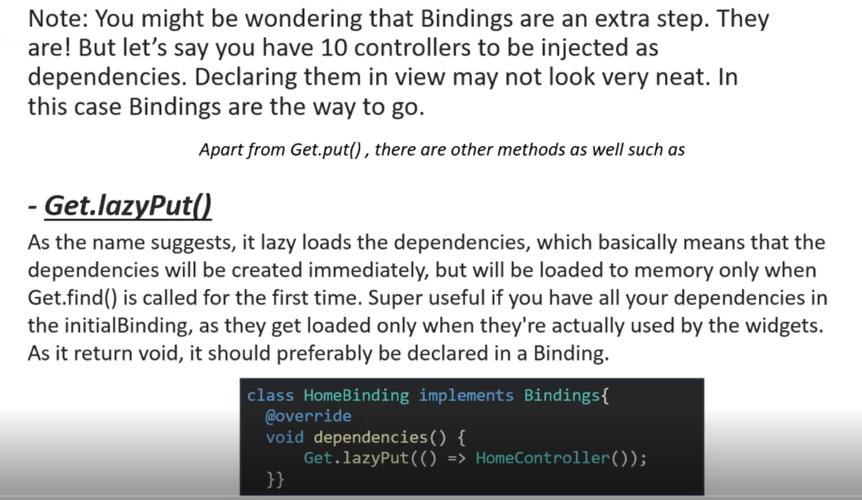 Note: You might be wondering that Bindings are an extra step. They
are! But let’s say you have 10 controllers to be injected as
dependencies. Declaring them in view may not look very neat. In
this case Bindings are the way to go.
Apart from Get.put() , there are other methods as well such as
- Get.lazyPut()
As the name suggests, it lazy loads the dependencies, which basically means that the
dependencies will be created immediately, but will be loaded to memory only when
Get.find() is called for the first time. Super useful if you have all your dependencies in
the initialBinding, as they get loaded only when they're actually used by the widgets.
As it return void, it should preferably be declared in a Binding.
class HomeBinding implements Bindings{
@override
void dependencies() {
Get.lazyPut(() => HomeController());
}}